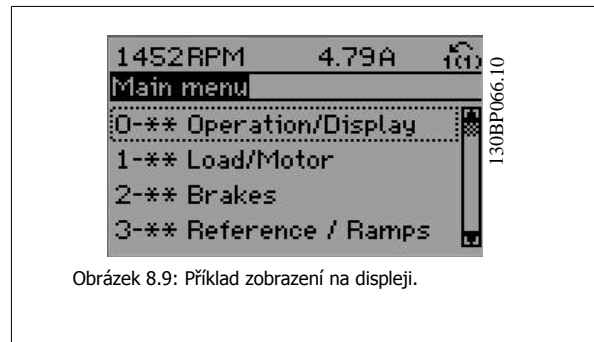 1452RPM 4.79A 1(1)
Main menu
0-** Operation/Display
1-** Load/Motor
2-** Brakes
3-** Reference / Ramps
130BP066.10
Obrázek 8.9: Příklad zobrazení na displeji.